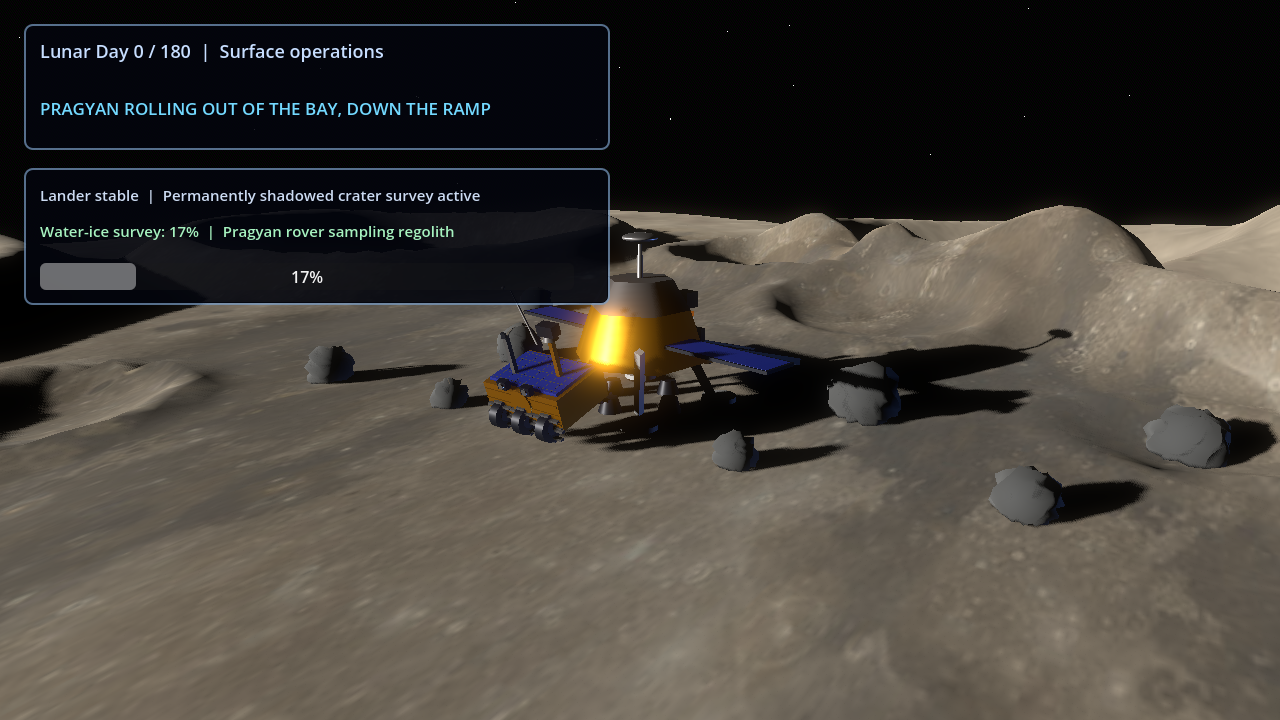 Lunar Day 0 / 180 | Surface operations
PRAGYAN ROLLING OUT OF THE BAY, DOWN THE RAMP
Lander stable | Permanently shadowed crater survey active
Water-ice survey: 17% | Pragyan rover sampling regolith
17%